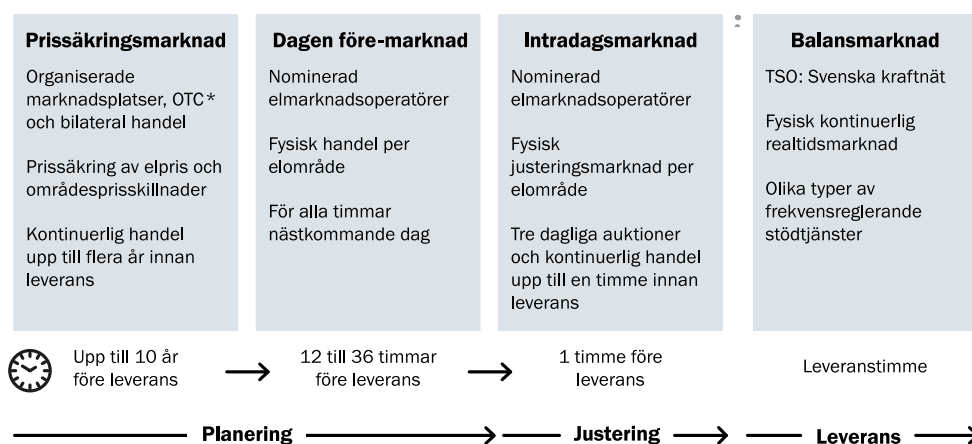 Prissäkringsmarknad
Organiserade
marknadsplatser, OTC*
och bilateral handel
Prissäkring av elpris och
områdesprisskillnader
Kontinuerlig handel
upp till flera år innan
leverans
Dagen före-marknad
Nominerad
elmarknadsoperatörer
Fysisk handel per
elområde
För alla timmar
nästkommande dag
Intradagsmarknad
Nominerad
elmarknadsoperatörer
Fysisk
justeringsmarknad per
elområde
Tre dagliga auktioner
och kontinuerlig handel
upp till en timme innan
leverans
Balansmarknad
TSO: Svenska kraftnät
Fysisk kontinuerlig
realtidsmarknad
Olika typer av
frekvensreglerande
stödtjänster
Upp till 10 år
före leverans
12 till 36 timmar
före leverans
1 timme före
leverans
Leveranstimme
Planering
Justering
Leverans